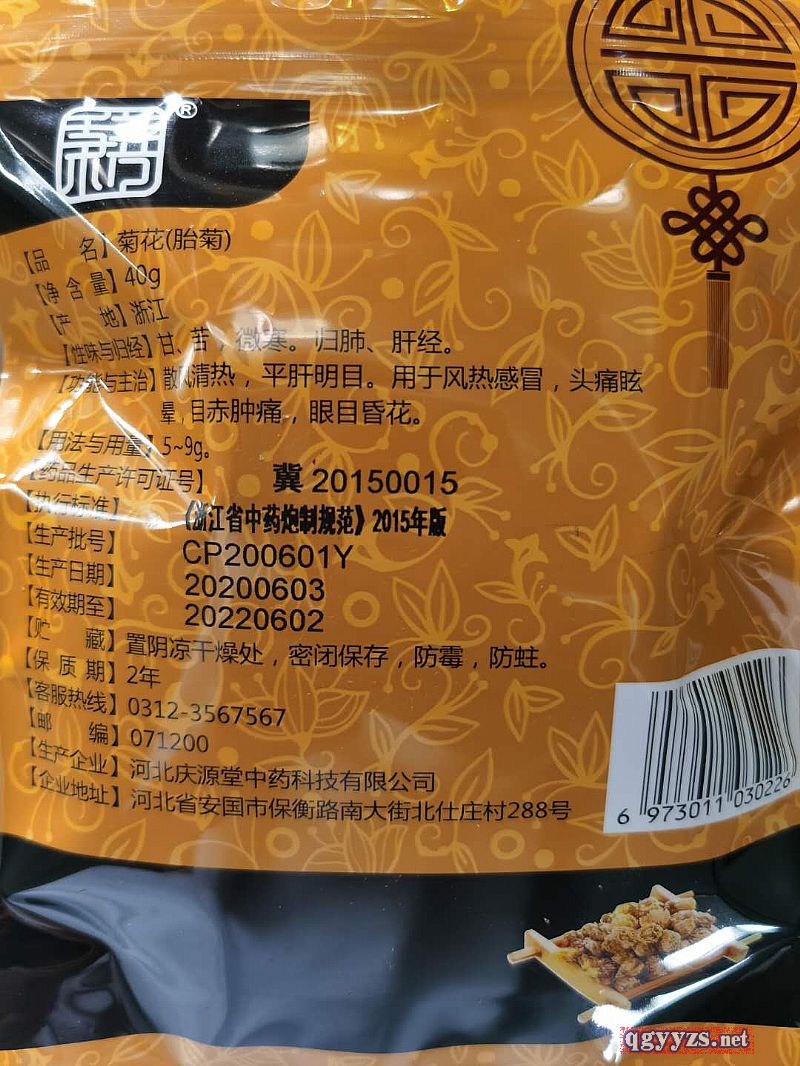 ®
【品 名】菊花(胎菊)
【净含量】40g
【产 地】浙江
【性味与归经】甘、苦，微寒。归肺、肝经。
【功能与主治】散风清热，平肝明目。用于风热感冒，头痛眩
晕，目赤肿痛，眼目昏花。
【用法与用量】5~9g。
【药品生产许可证号】 冀20150015
【执行标准】 《浙江省中药炮制规范》2015年版
【生产批号】 CP200601Y
【生产日期】 20200603
【有效期至】 20220602
【贮 藏】置阴凉干燥处，密闭保存，防霉，防蛀。
【保 质 期】2年
【客服热线】0312-3567567
【邮 编】071200
【生产企业】河北庆源堂中药科技有限公司
【企业地址】河北省安国市保衡路南大街北仕庄村288号
6 973011 030226
qgyyzs.net